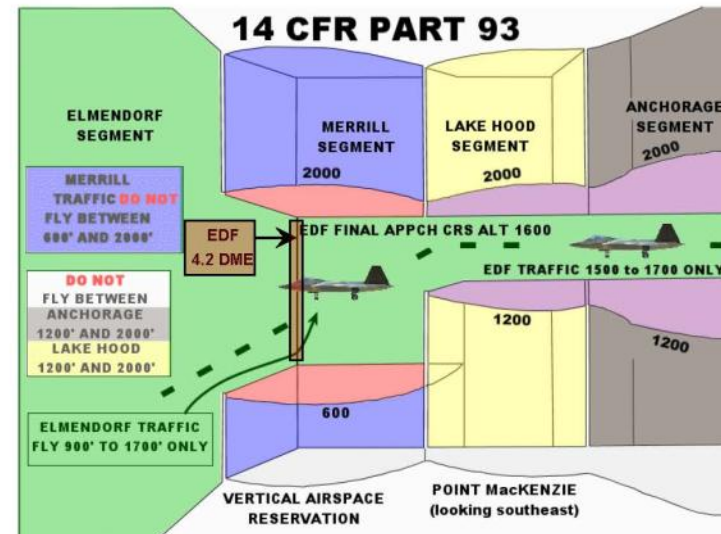 14 CFR PART 93
ELMENDORF
SEGMENT
MERRILL
SEGMENT
2000
LAKE HOOD
SEGMENT
2000
ANCHORAGE
SEGMENT
2000
MERRILL
TRAFFIC DO NOT
FLY BETWEEN
600' AND 2000'
EDF
4.2 DME
EDF FINAL APPCH CRS ALT 1600
EDF TRAFFIC 1500 to 1700 ONLY
DO NOT
FLY BETWEEN
ANCHORAGE
1200' AND 2000'
LAKE HOOD
1200' AND 2000'
1200
1200
600
ELMENDORF TRAFFIC
FLY 900' TO 1700' ONLY
VERTICAL AIRSPACE
RESERVATION
POINT MacKENZIE
(looking southeast)